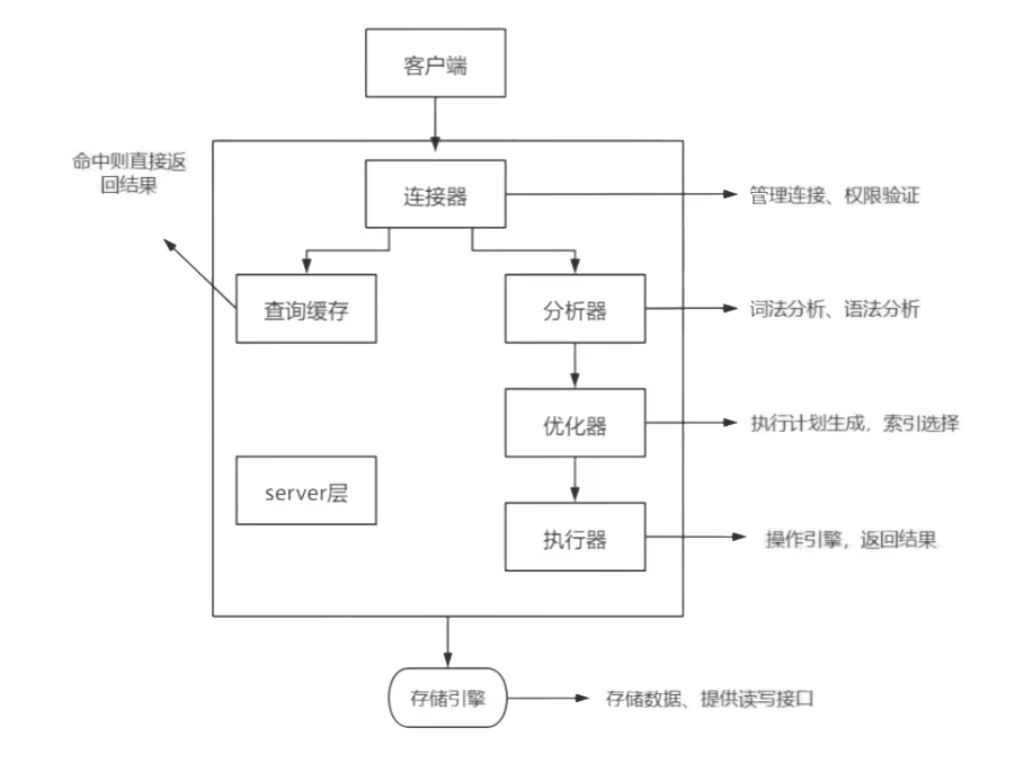 客户端
命中则直接返
回结果
连接器
管理连接、权限验证
查询缓存
分析器
词法分析、语法分析
优化器
执行计划生成，索引选择
server层
执行器
操作引擎，返回结果
存储引擎
存储数据、提供读写接口